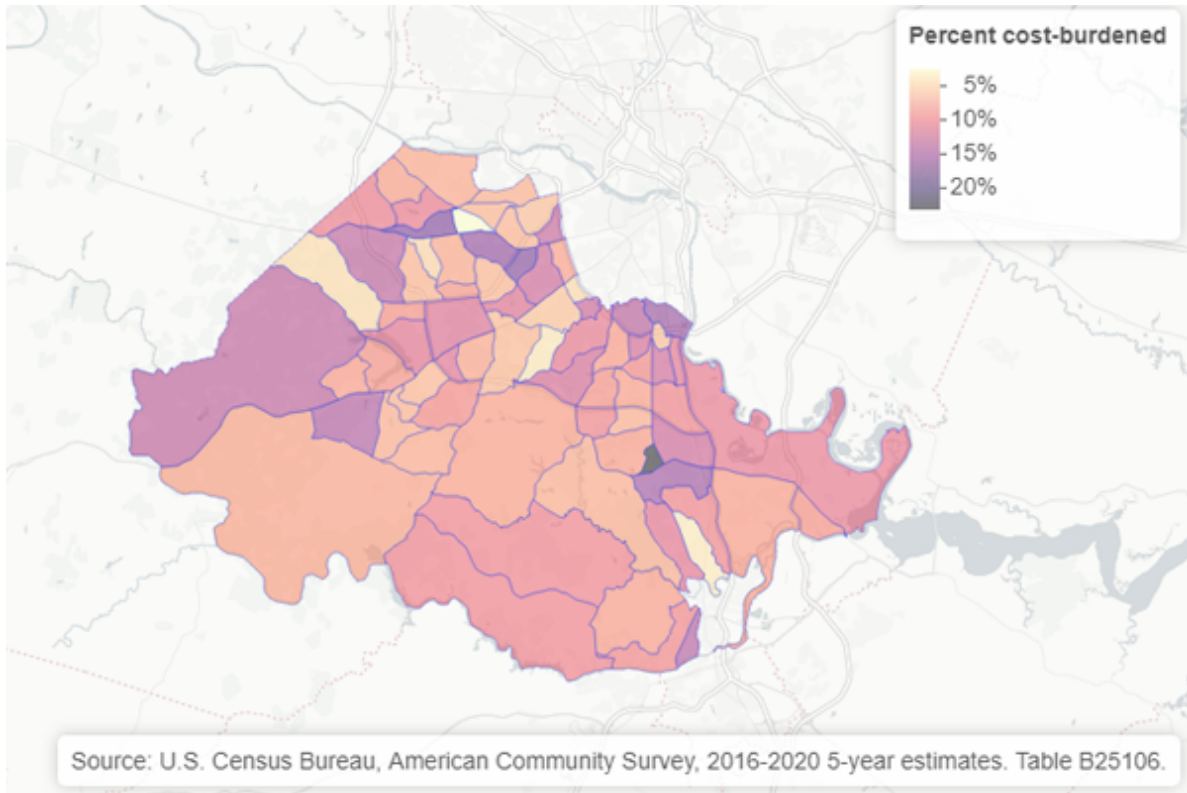 Percent cost-burdened
5%
10%
15%
20%
Source: U.S. Census Bureau, American Community Survey, 2016-2020 5-year estimates. Table B25106.